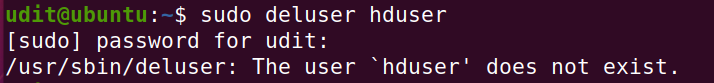 udit@ubuntu:~$ sudo deluser hduser
[sudo] password for udit:
/usr/sbin/deluser: The user `hduser' does not exist.